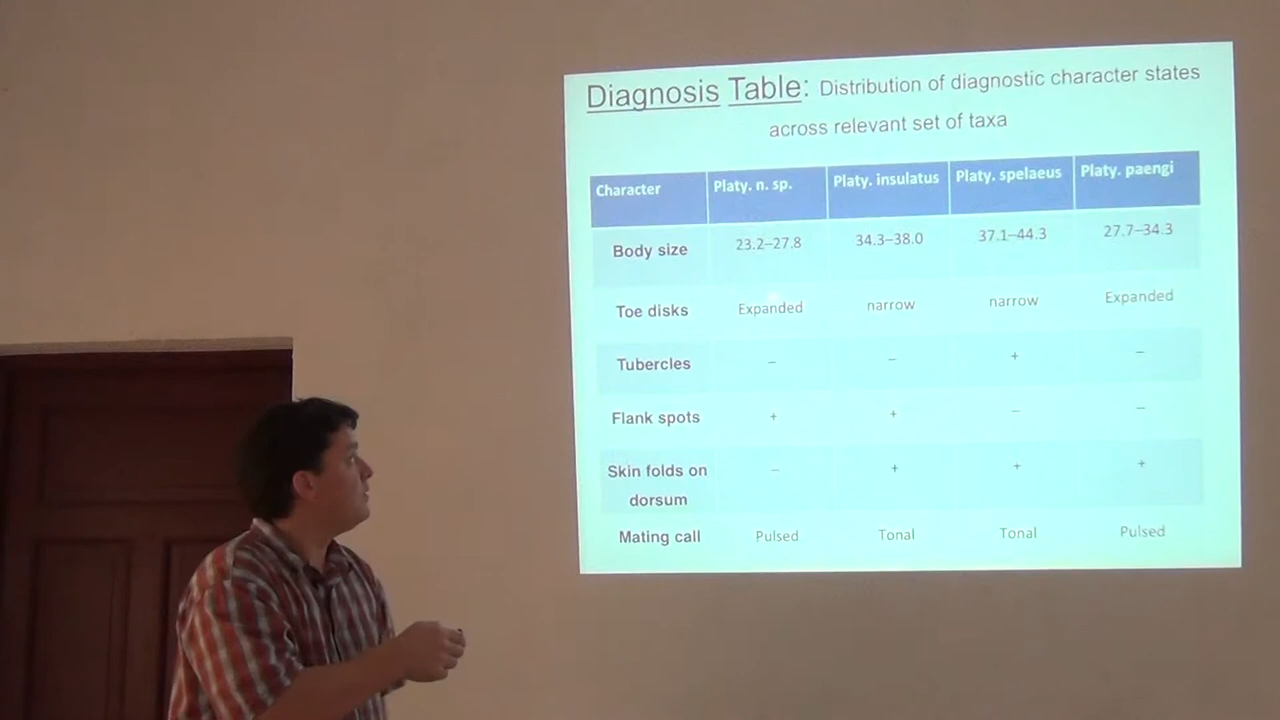 Diagnosis Table: Distribution of diagnostic character states
across relevant set of taxa
Character Platy. n. sp. Platy. insulatus Platy. spelaeus Platy. paengi
Body size 23.2–27.8 34.3–38.0 37.1–44.3 27.7–34.3
Toe disks Expanded narrow narrow Expanded
Tubercles – – + –
Flank spots + + – –
Skin folds on
dorsum – + + +
Mating call Pulsed Tonal Tonal Pulsed